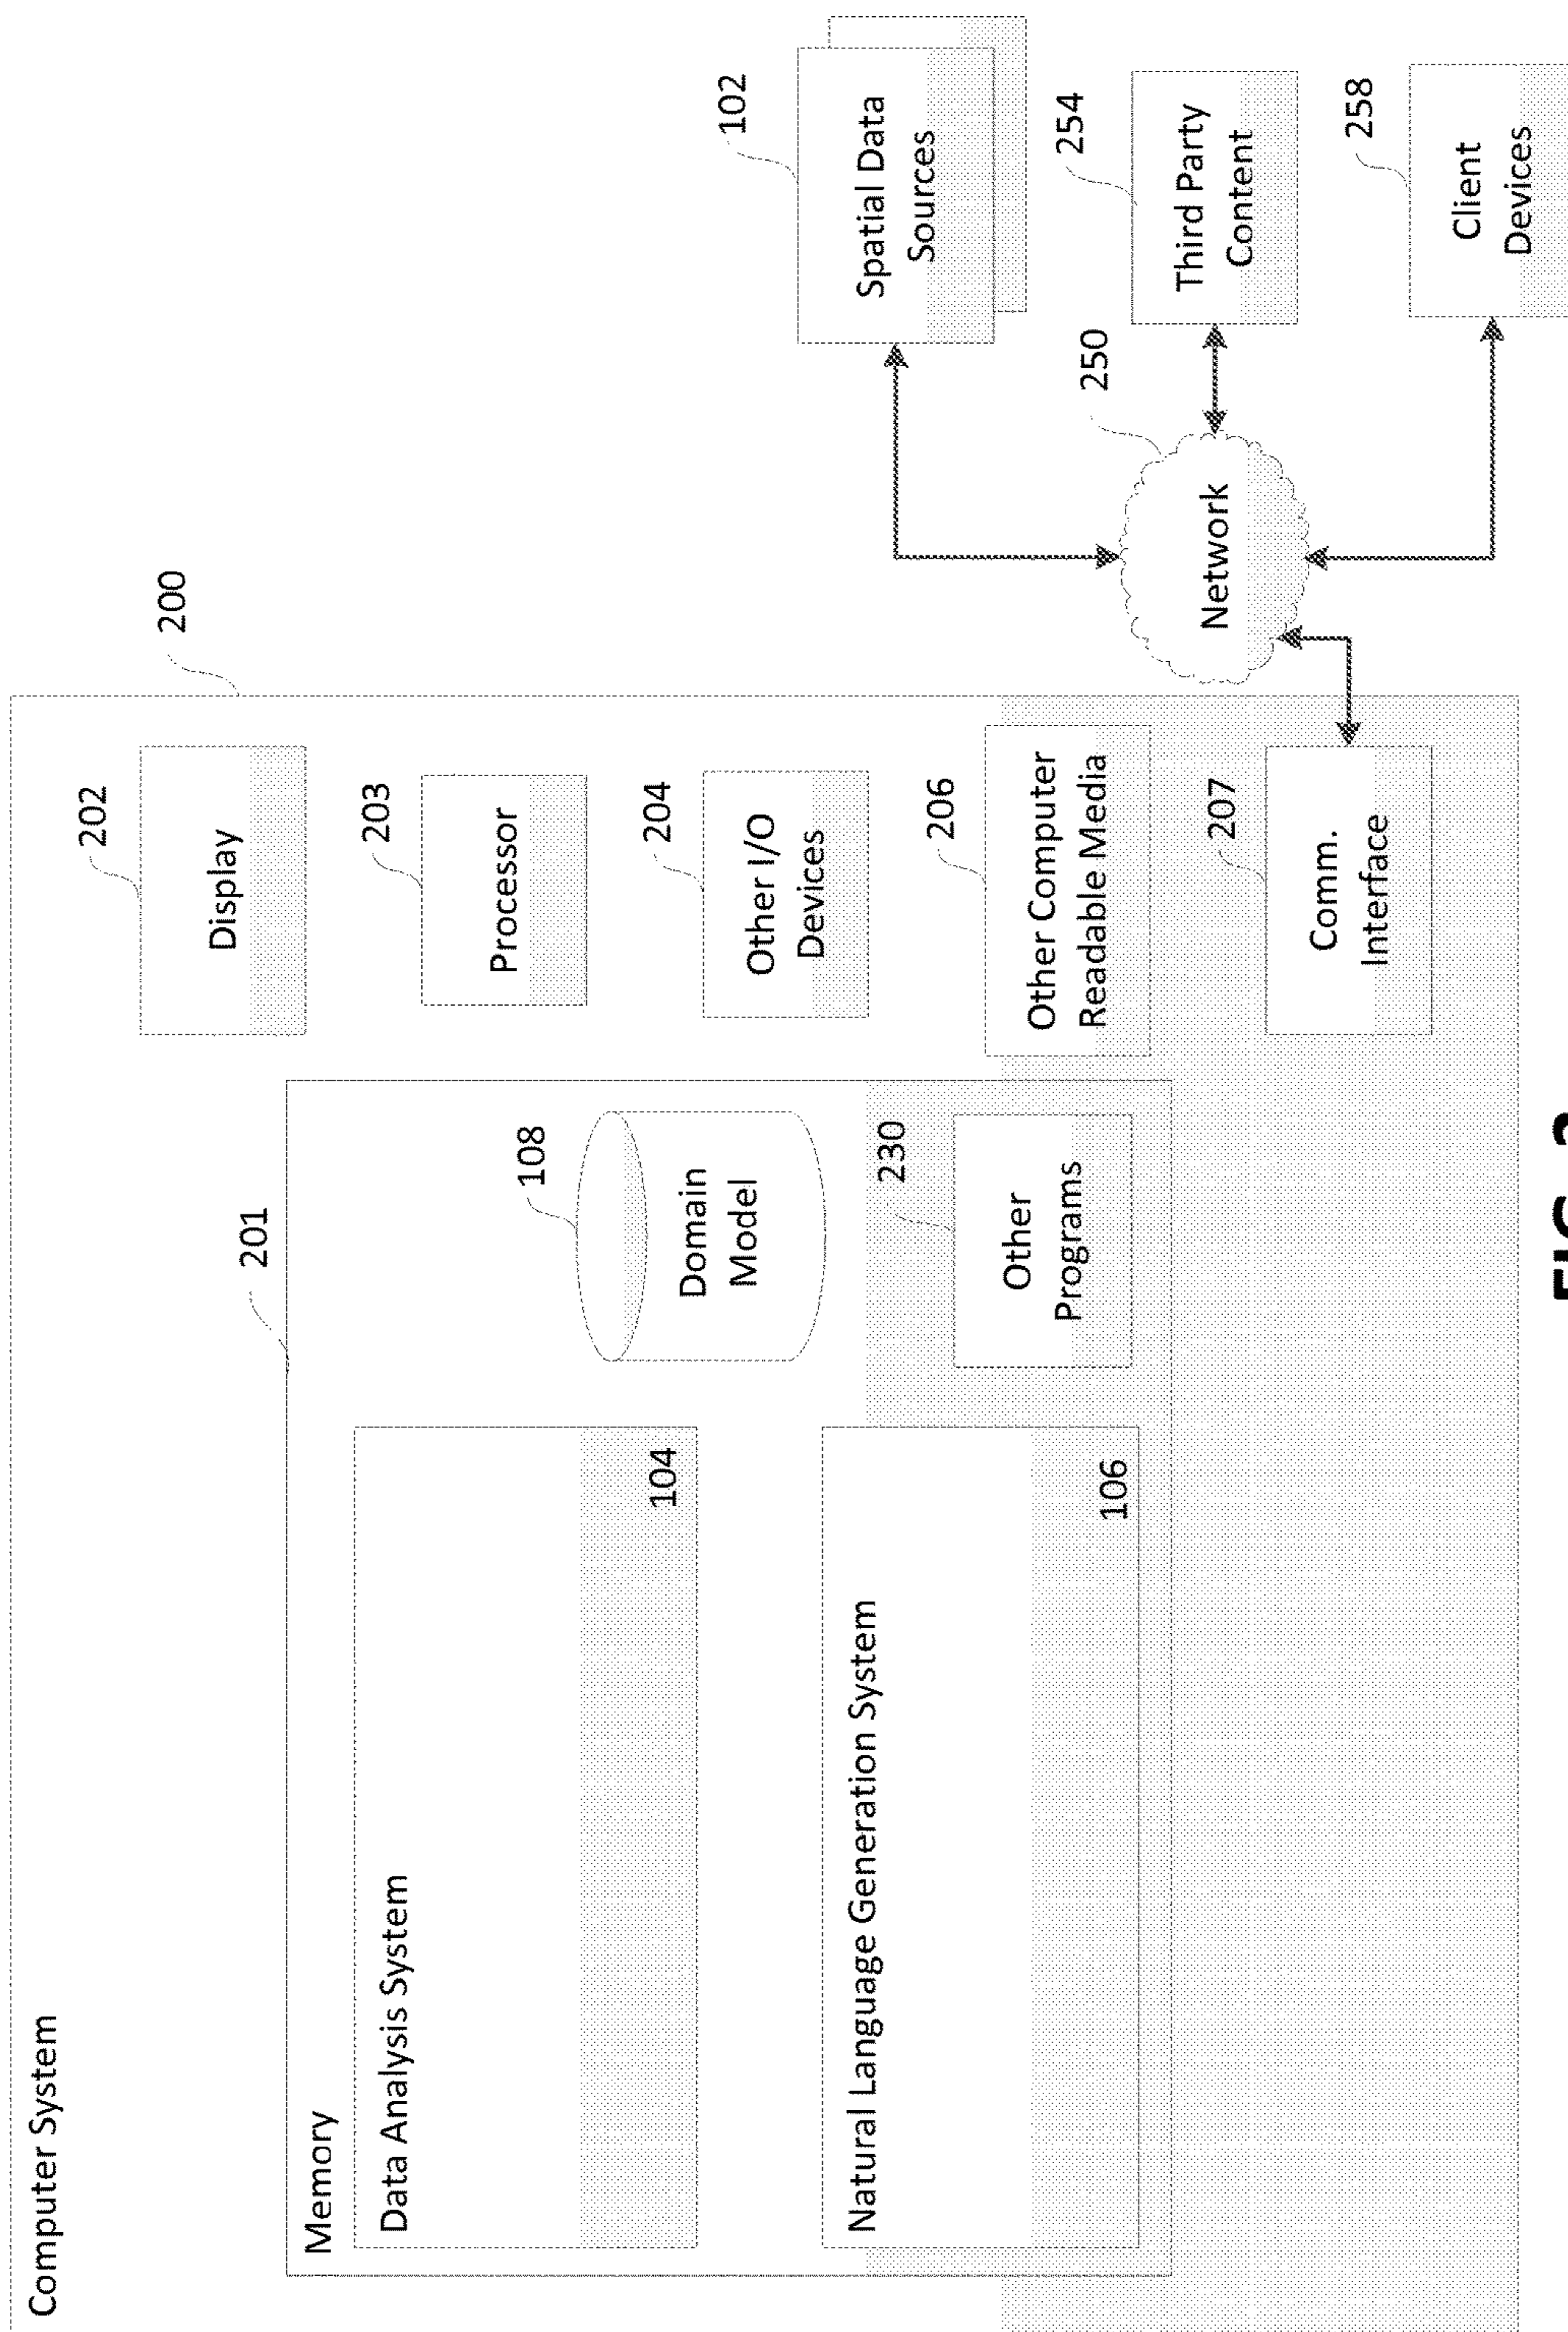 Computer System
200
Memory
201
Data Analysis System
104
Natural Language Generation System
106
108
Domain
Model
230
Other
Programs
202
Display
203
Processor
204
Other I/O
Devices
206
Other Computer
Readable Media
207
Comm.
Interface
250
Network
102
Spatial Data
Sources
254
Third Party
Content
258
Client
Devices